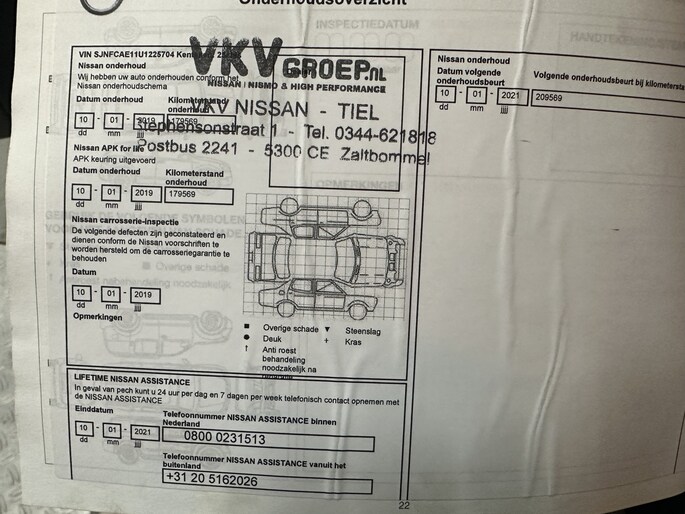 Onderhoudsoverzicht
INSPECTIEDATUM
VIN SJNFCAE11U1225704
Nissan onderhoud
Wij hebben uw auto onderhouden conform het
Nissan onderhoudschema
Datum onderhoud
Kilometerstand
onderhoud
10 - 01 - 2019
179569
dd mm jjjj
VKV GROEP.NL
NISSAN | NISMO & HIGH PERFORMANCE
VKV NISSAN - TIEL
Stephensonstraat 1 - Tel. 0344-621818
Postbus 2241 - 5300 CE Zaltbommel
Nissan APK for life
APK keuring uitgevoerd
Datum onderhoud
Kilometerstand
onderhoud
10 - 01 - 2019
179569
dd mm jjjj
Nissan carrosserie-inspectie
De volgende defecten zijn geconstateerd en
dienen conform de Nissan voorschriften te
worden hersteld om de carrosseriegarantie te
behouden
Datum
10 - 01 - 2019
dd mm jjjj
Opmerkingen
OPMERKINGEN
Overige schade
■ Overige schade ▼ Steenslag
● Deuk + Kras
↑ Anti roest
behandeling
noodzakelijk na
LIFETIME NISSAN ASSISTANCE
In geval van pech kunt u 24 uur per dag en 7 dagen per week telefonisch contact opnemen met
de NISSAN ASSISTANCE
Einddatum
10 - 01 - 2021
dd mm jjjj
Telefoonnummer NISSAN ASSISTANCE binnen
Nederland
0800 0231513
Telefoonnummer NISSAN ASSISTANCE vanuit het
buitenland
+31 20 5162026
Nissan onderhoud
Datum volgende
onderhoudsbeurt
Volgende onderhoudsbeurt bij kilometersta
10 - 01 - 2021
209569
dd mm jjjj
22